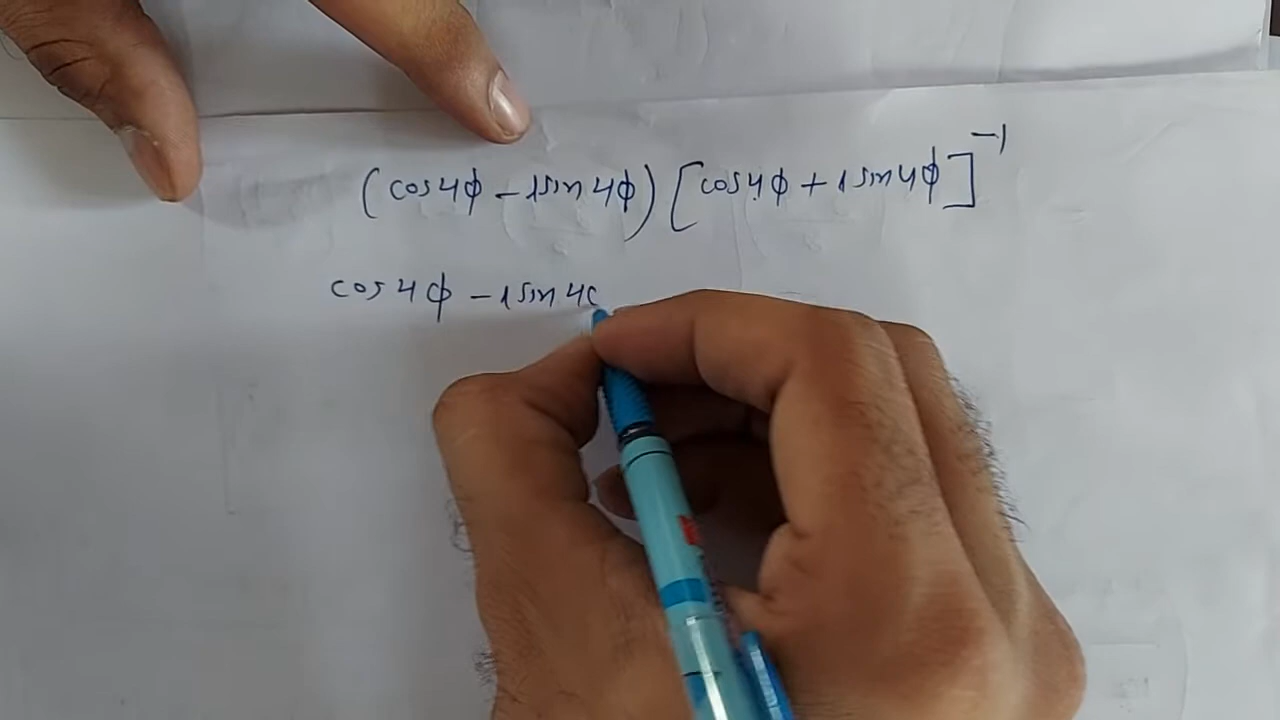 (cos4ϕ - isin4ϕ) [cos4ϕ + isin4ϕ]^-1
cos4ϕ - isin4